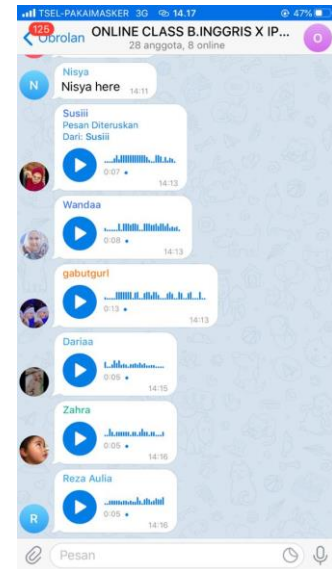 TSEL-PAKAIMASKER 3G 14.17 47%
125
Obrolan ONLINE CLASS B.INGGRIS X IP... O
28 anggota, 8 online
Nisya
N Nisya here 14:11
Susiii
Pesan Diteruskan
Dari: Susiii
0:07
14:13
Wandaa
0:08
14:13
gabutgurl
0:13
14:13
Dariaa
0:05
14:15
Zahra
0:05
14:16
Reza Aulia
R
0:05
14:16
Pesan